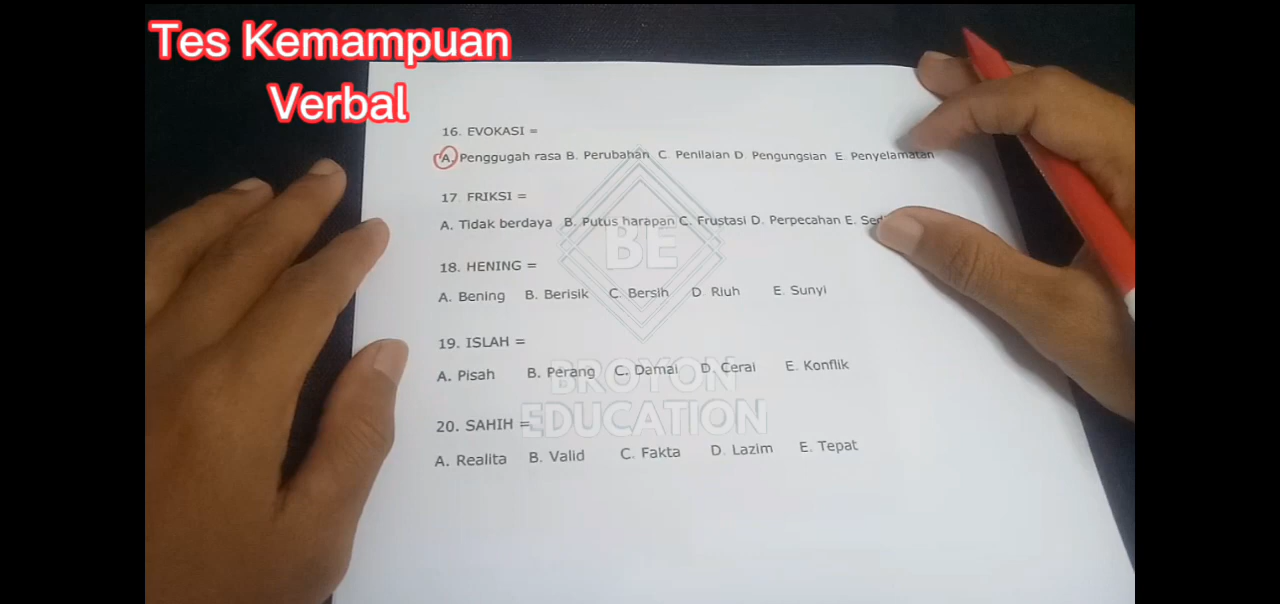 Tes Kemampuan
Verbal
16. EVOKASI =
A. Penggugah rasa B. Perubahan C. Penilaian D. Pengungsian E. Penyelamatan
17. FRIKSI =
A. Tidak berdaya B. Putus harapan C. Frustasi D. Perpecahan E.
18. HENING =
A. Bening B. Berisik C. Bersih D. Riuh E. Sunyi
19. ISLAH =
A. Pisah B. Perang C. Damai D. Cerai E. Konflik
20. SAHIH =
A. Realita B. Valid C. Fakta D. Lazim E. Tepat
BE
BROYON
EDUCATION